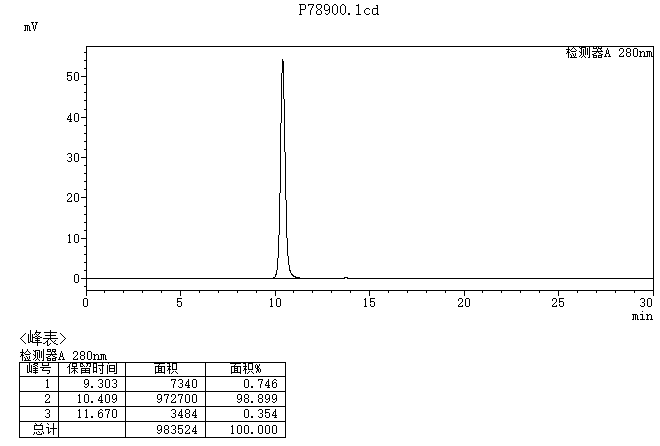 P78900.lcd
mV
检测器A 280nm
50
40
30
20
10
0
0 5 10 15 20 25 30
min
<峰表>
检测器A 280nm
峰号 保留时间 面积 面积%
1 9.303 7340 0.746
2 10.409 972700 98.899
3 11.670 3484 0.354
总计 983524 100.000